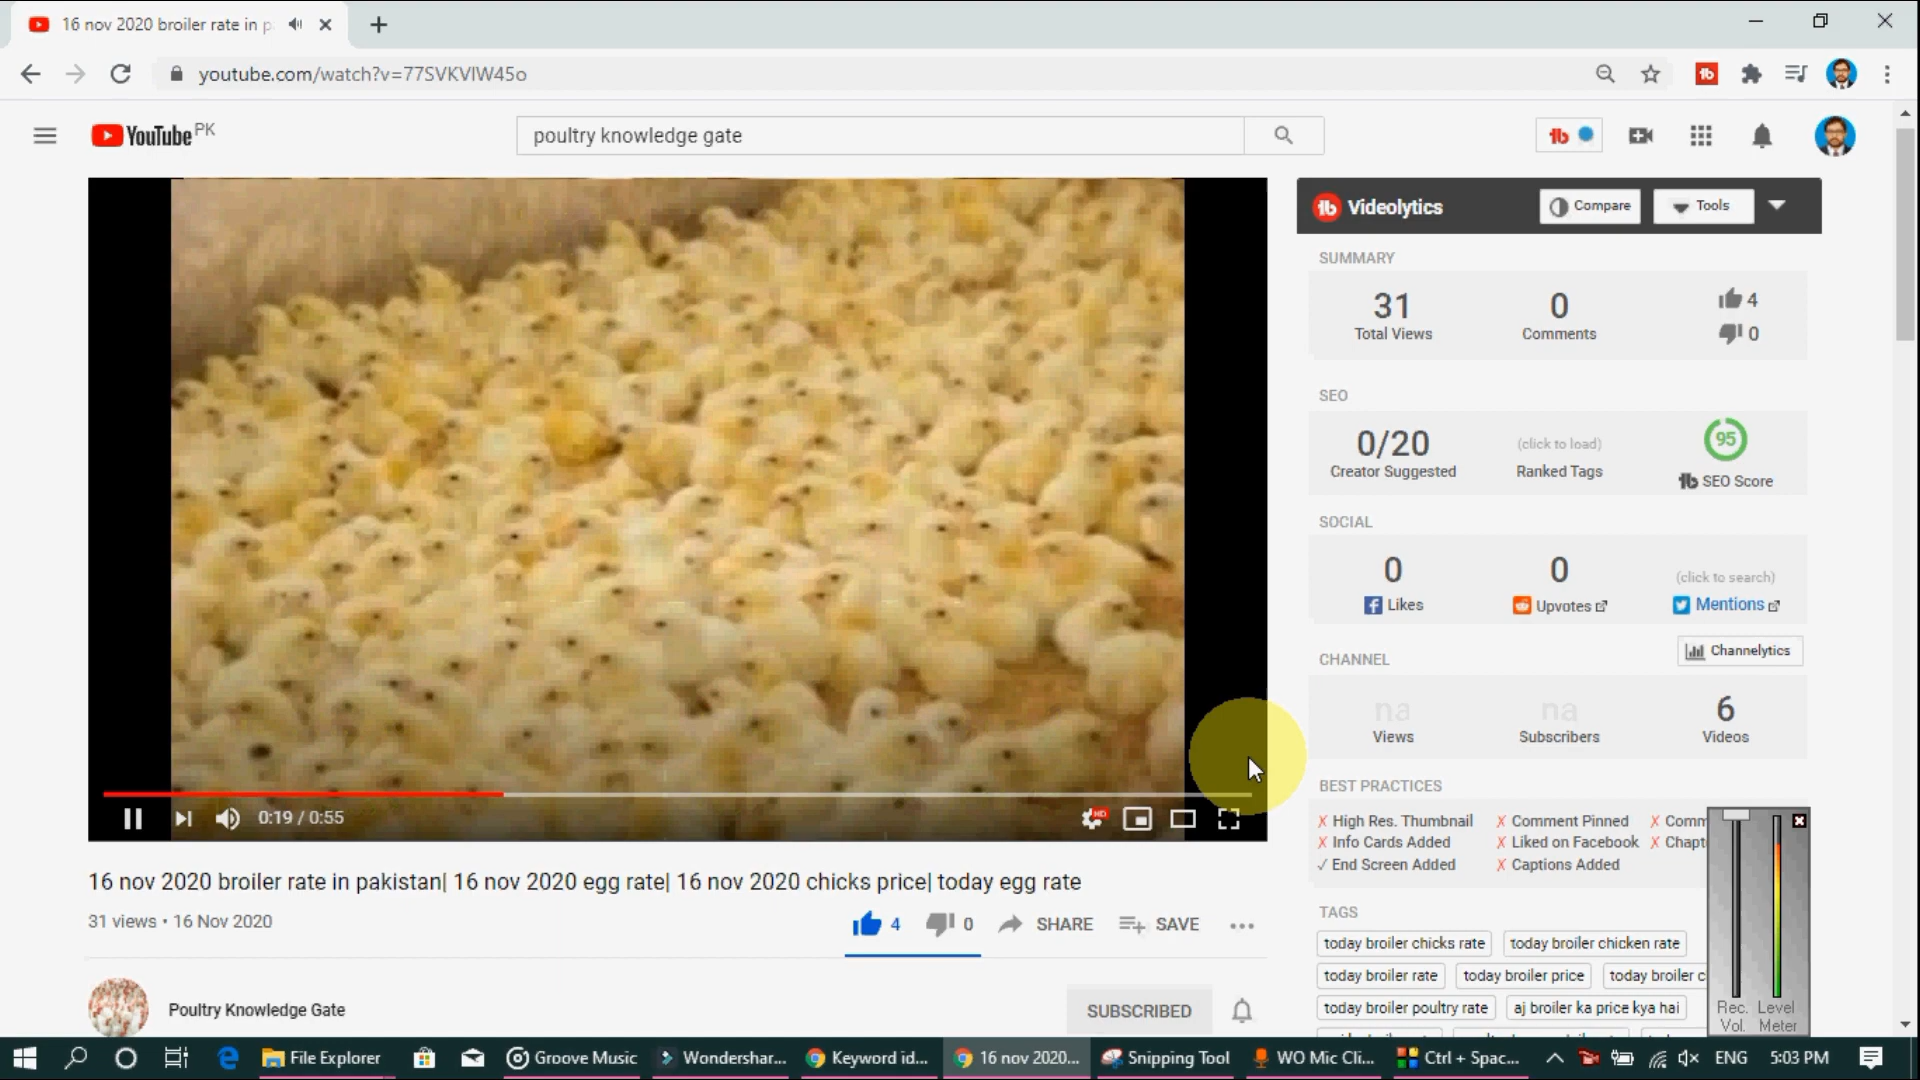 16 nov 2020 broiler rate in p
youtube.com/watch?v=77SVKVlW45o
YouTube PK
poultry knowledge gate
Videolytics
Compare
Tools
SUMMARY
31
Total Views
0
Comments
4
0
SEO
0/20
Creator Suggested
(click to load)
Ranked Tags
95
SEO Score
SOCIAL
0
Likes
0
Upvotes
(click to search)
Mentions
CHANNEL
Channelytics
na
Views
na
Subscribers
6
Videos
BEST PRACTICES
✗ High Res. Thumbnail ✗ Comment Pinned ✗ Comm
✗ Info Cards Added ✗ Liked on Facebook ✗ Chapt
✓ End Screen Added ✗ Captions Added
TAGS
today broiler chicks rate today broiler chicken rate
today broiler rate today broiler price today broiler c
today broiler poultry rate aj broiler ka price kya hai
Rec. Level
Vol. Meter
HD
0:19 / 0:55
16 nov 2020 broiler rate in pakistan| 16 nov 2020 egg rate| 16 nov 2020 chicks price| today egg rate
31 views • 16 Nov 2020
4 0 SHARE SAVE
Poultry Knowledge Gate
SUBSCRIBED
File Explorer Groove Music Wondershar... Keyword id... 16 nov 2020... Snipping Tool WO Mic Cli... Ctrl + Spac... ENG 5:03 PM